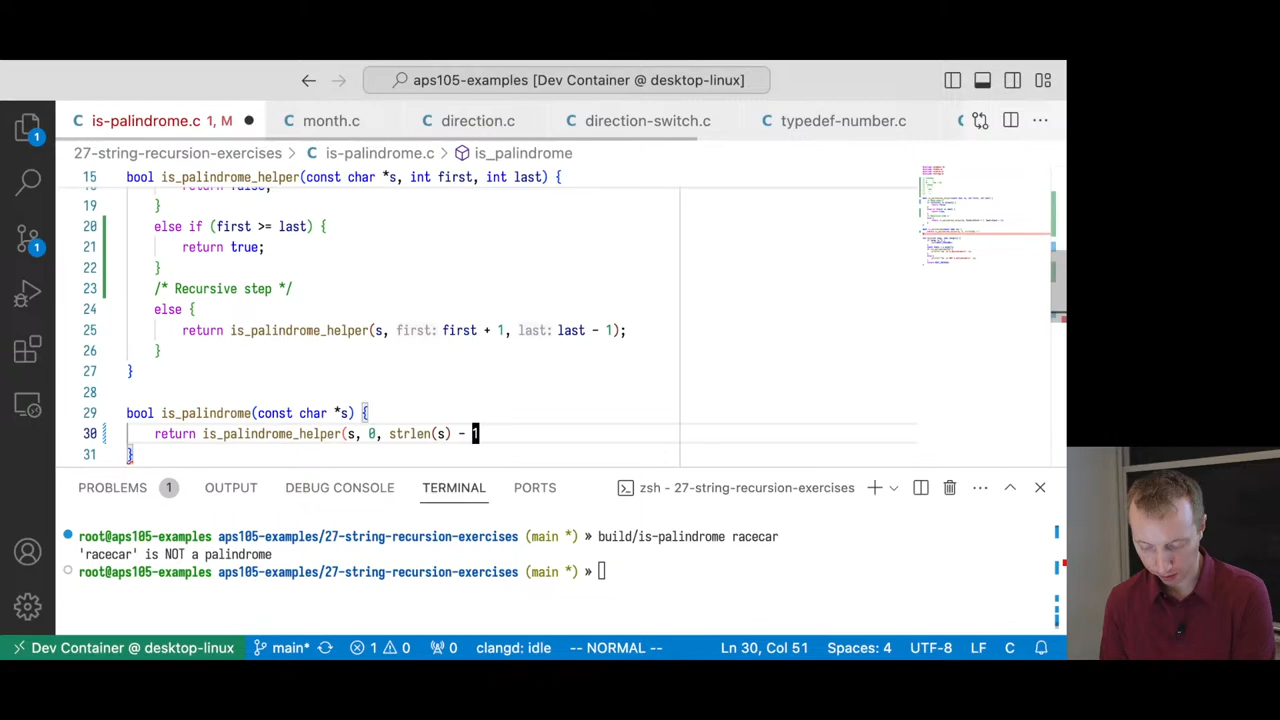 aps105-examples [Dev Container @ desktop-linux]
is-palindrome.c 1, M
month.c
direction.c
direction-switch.c
typedef-number.c
27-string-recursion-exercises > C is-palindrome.c > is_palindrome
15 bool is_palindrome_helper(const char *s, int first, int last) {
19 }
20 else if (first >= last) {
21 return true;
22 }
23 /* Recursive step */
24 else {
25 return is_palindrome_helper(s, first: first + 1, last: last - 1);
26 }
27 }
28
29 bool is_palindrome(const char *s) {
30 return is_palindrome_helper(s, 0, strlen(s) - 1
31 }
PROBLEMS 1 OUTPUT DEBUG CONSOLE TERMINAL PORTS zsh - 27-string-recursion-exercises
root@aps105-examples aps105-examples/27-string-recursion-exercises (main *) » build/is-palindrome racecar
'racecar' is NOT a palindrome
root@aps105-examples aps105-examples/27-string-recursion-exercises (main *) »
Dev Container @ desktop-linux main* 1 0 0 clangd: idle -- NORMAL -- Ln 30, Col 51 Spaces: 4 UTF-8 LF C